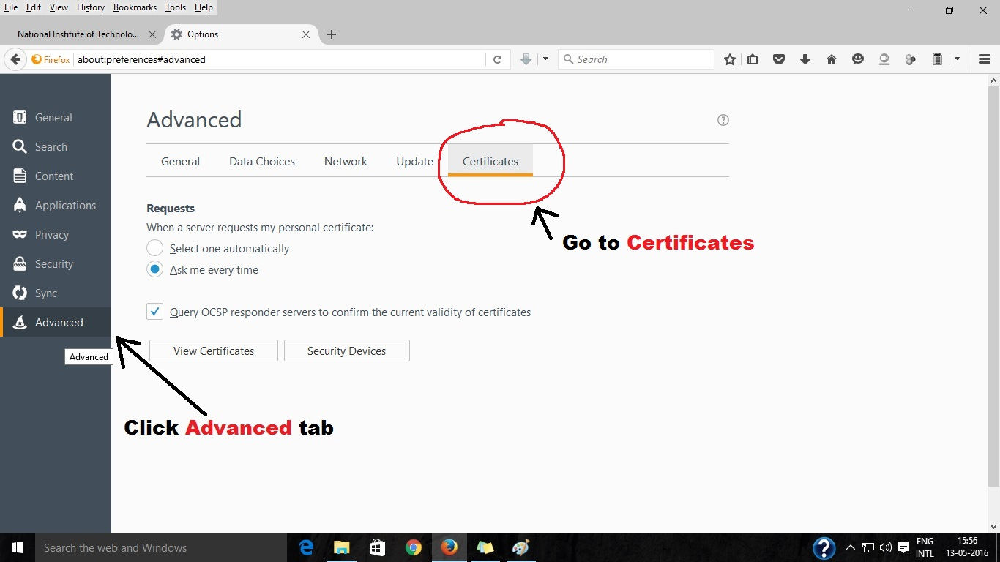 File Edit View History Bookmarks Tools Help
National Institute of Technolo... Options
Firefox about:preferences#advanced Search
Advanced
General
General Data Choices Network Update Certificates
Search
Content
Applications
Privacy
Security
Sync
Advanced
Advanced
Requests
When a server requests my personal certificate:
Select one automatically
Ask me every time
Query OCSP responder servers to confirm the current validity of certificates
View Certificates Security Devices
Go to Certificates
Click Advanced tab
Search the web and Windows
ENG 15:56
INTL 13-05-2016